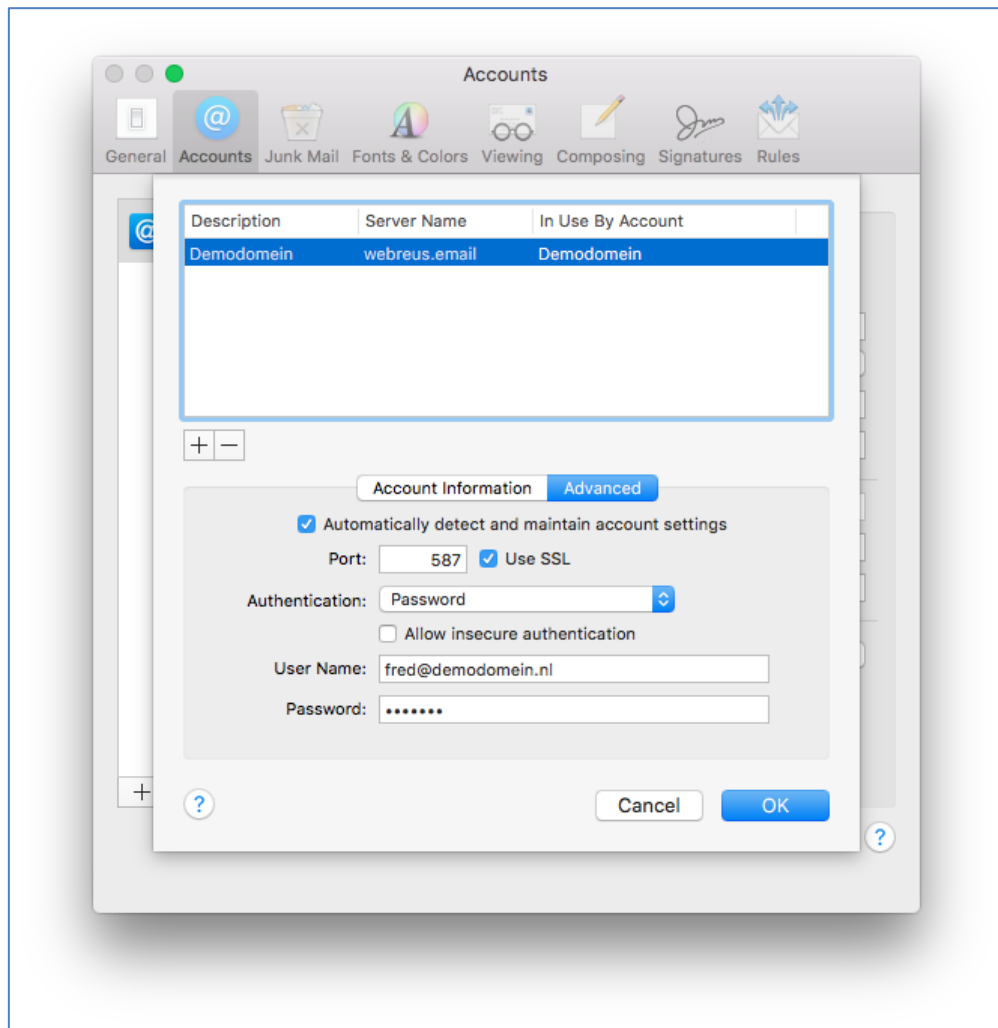 Accounts
General Accounts Junk Mail Fonts & Colors Viewing Composing Signatures Rules
Description Server Name In Use By Account
Demodomein webreus.email Demodomein
+ −
Account Information Advanced
Automatically detect and maintain account settings
Port: 587 Use SSL
Authentication: Password
Allow insecure authentication
User Name: fred@demodomein.nl
Password: •••••••
+ ? Cancel OK
?